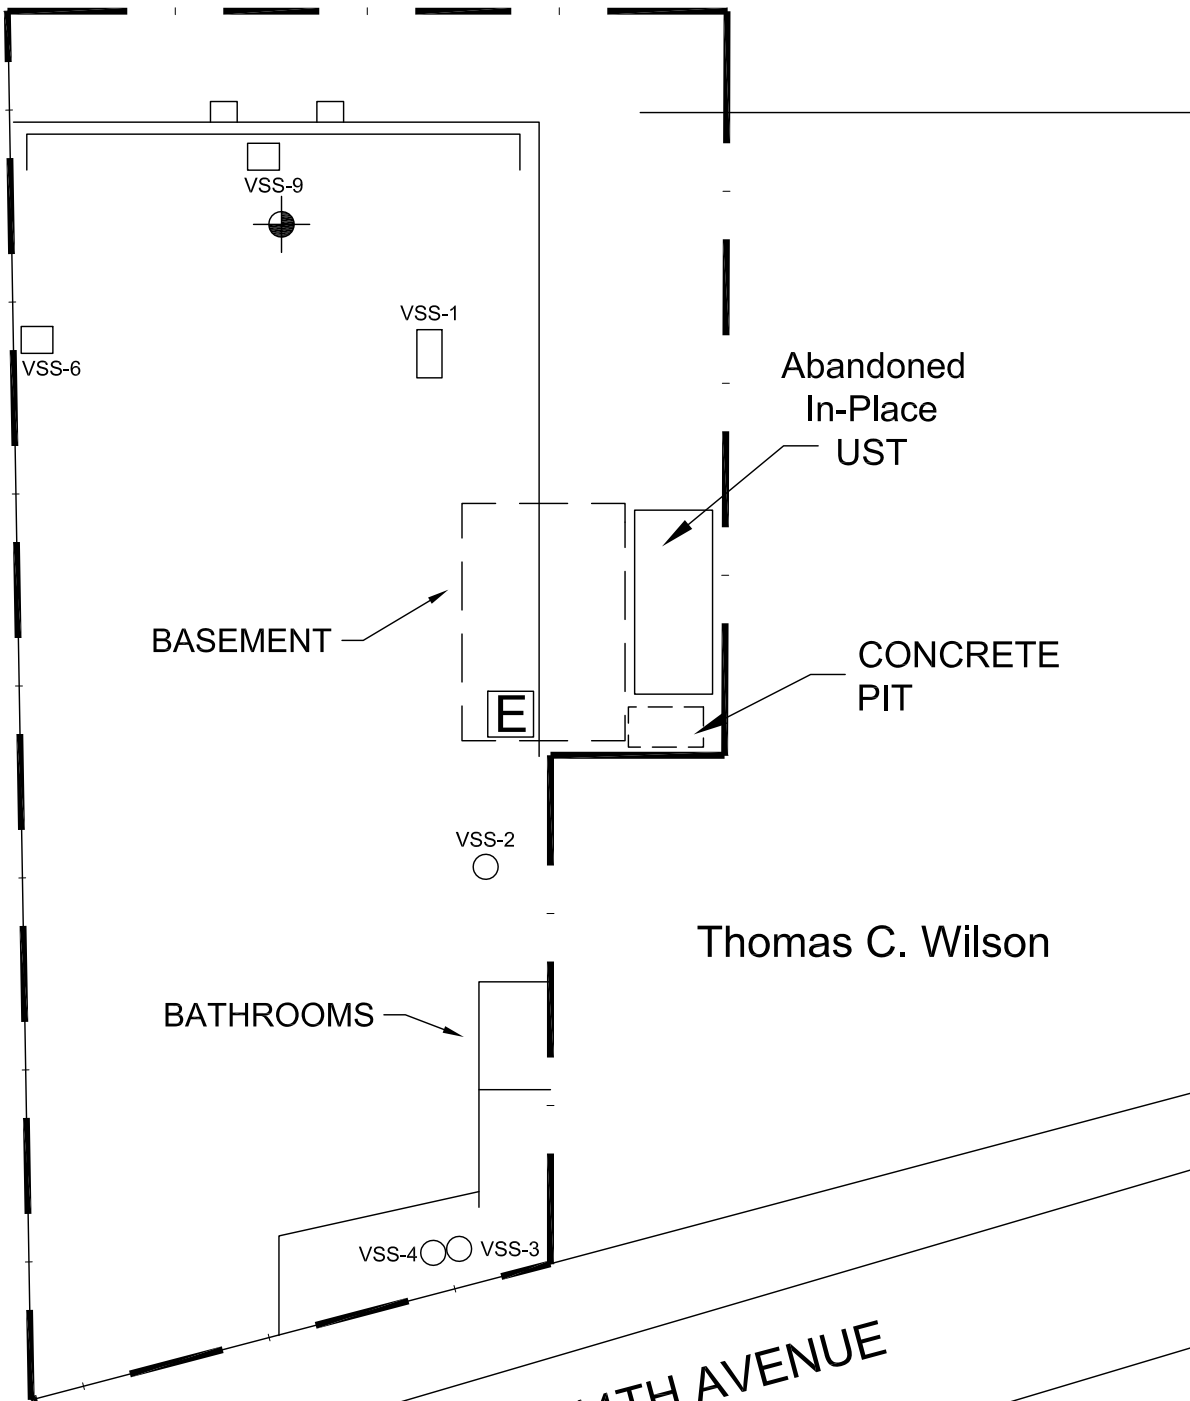 VSS-9
VSS-1
VSS-6
Abandoned
In-Place
UST
BASEMENT
CONCRETE
PIT
E
VSS-2
Thomas C. Wilson
BATHROOMS
VSS-4
VSS-3
AVENUE